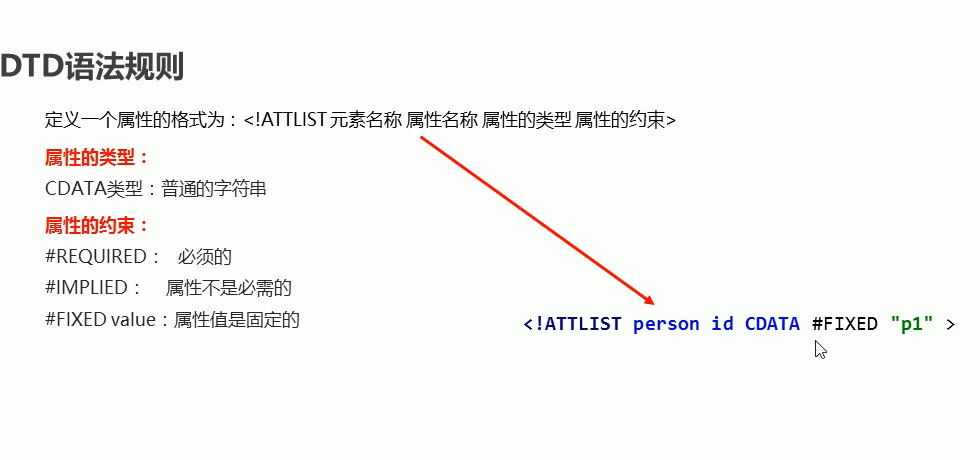 DTD语法规则
定义一个属性的格式为：<!ATTLIST 元素名称 属性名称 属性的类型 属性的约束>
属性的类型：
CDATA类型：普通的字符串
属性的约束：
#REQUIRED： 必须的
#IMPLIED： 属性不是必需的
#FIXED value：属性值是固定的
<!ATTLIST person id CDATA #FIXED "p1" >